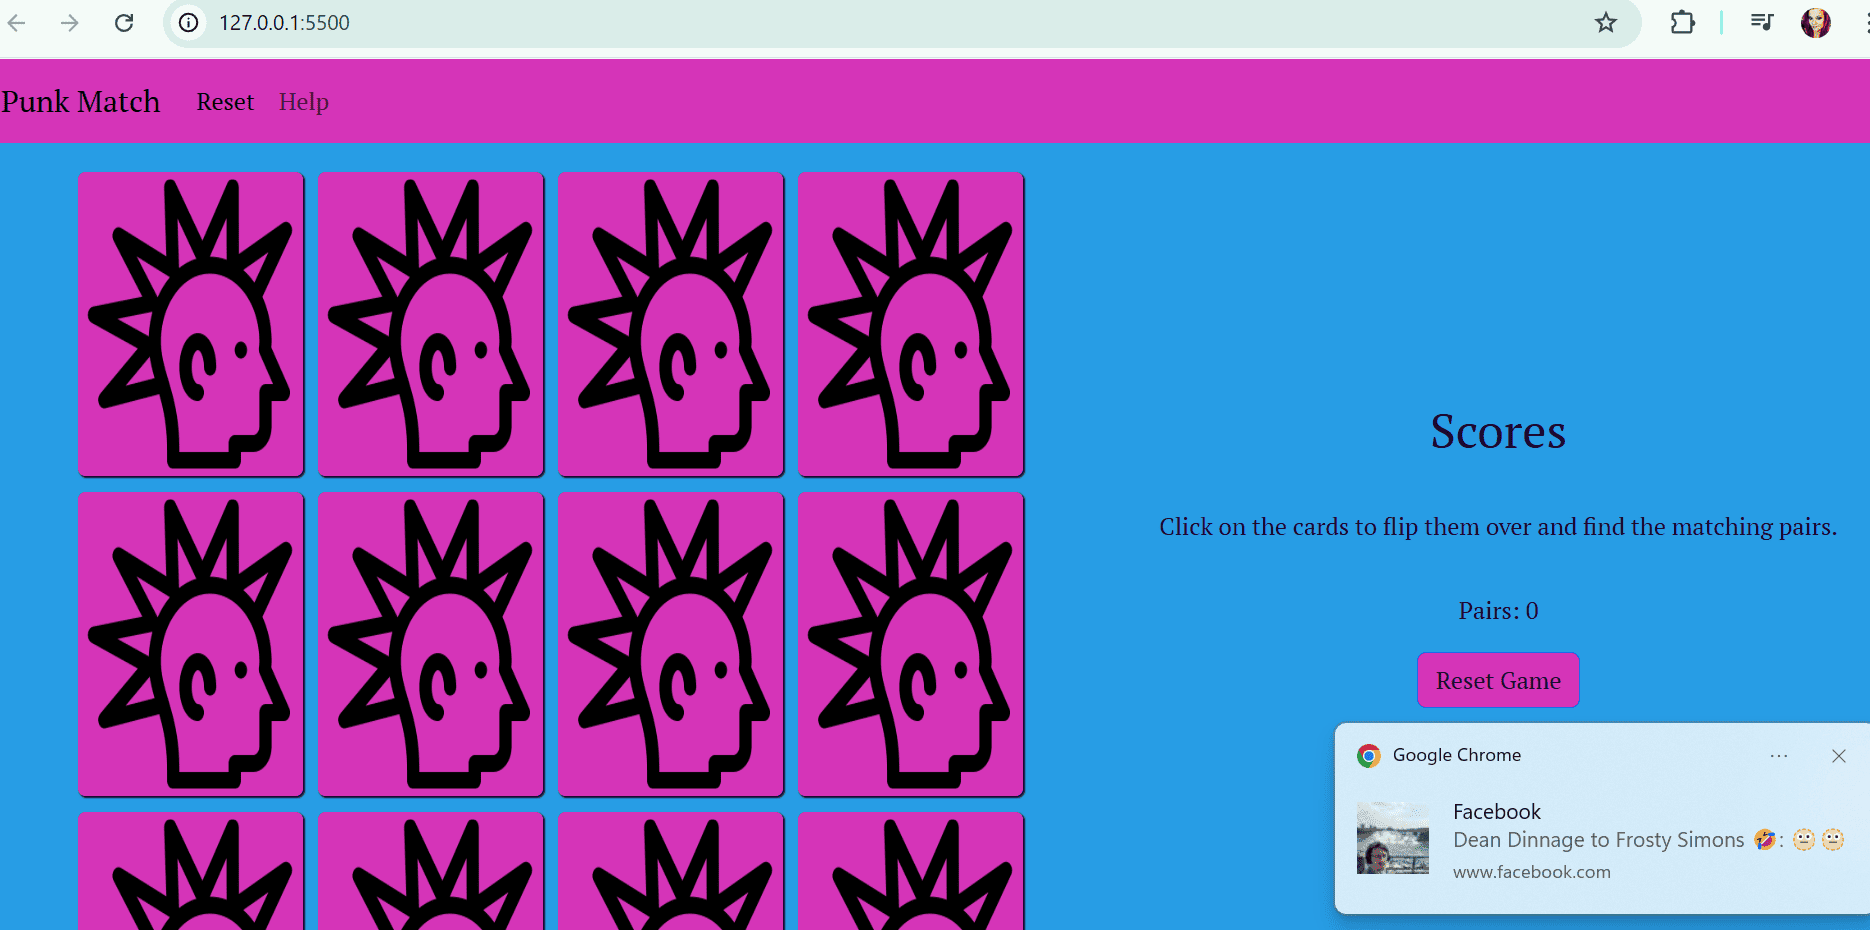 127.0.0.1:5500
Punk Match Reset Help
Scores
Click on the cards to flip them over and find the matching pairs.
Pairs: 0
Reset Game
Google Chrome
Facebook
Dean Dinnage to Frosty Simons 🤣: 😳😳
www.facebook.com